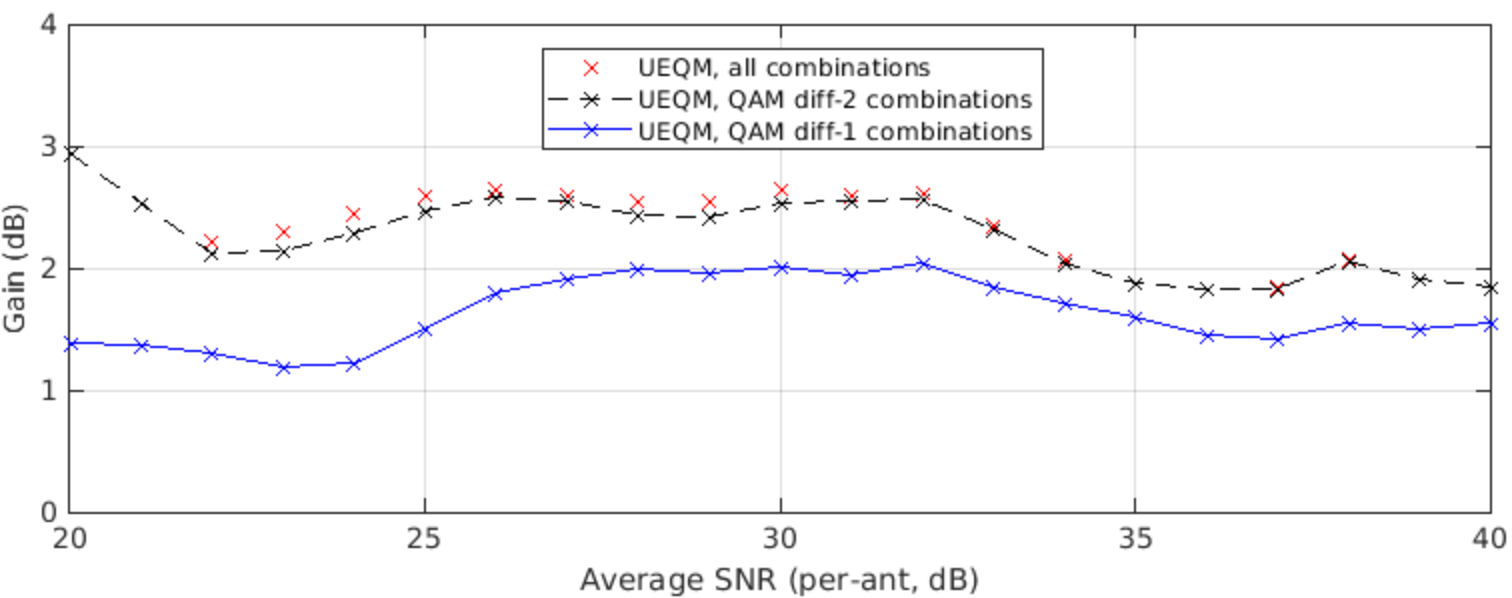 4
3
2
1
0
Gain (dB)
UEQM, all combinations
UEQM, QAM diff-2 combinations
UEQM, QAM diff-1 combinations
20 25 30 35 40
Average SNR (per-ant, dB)